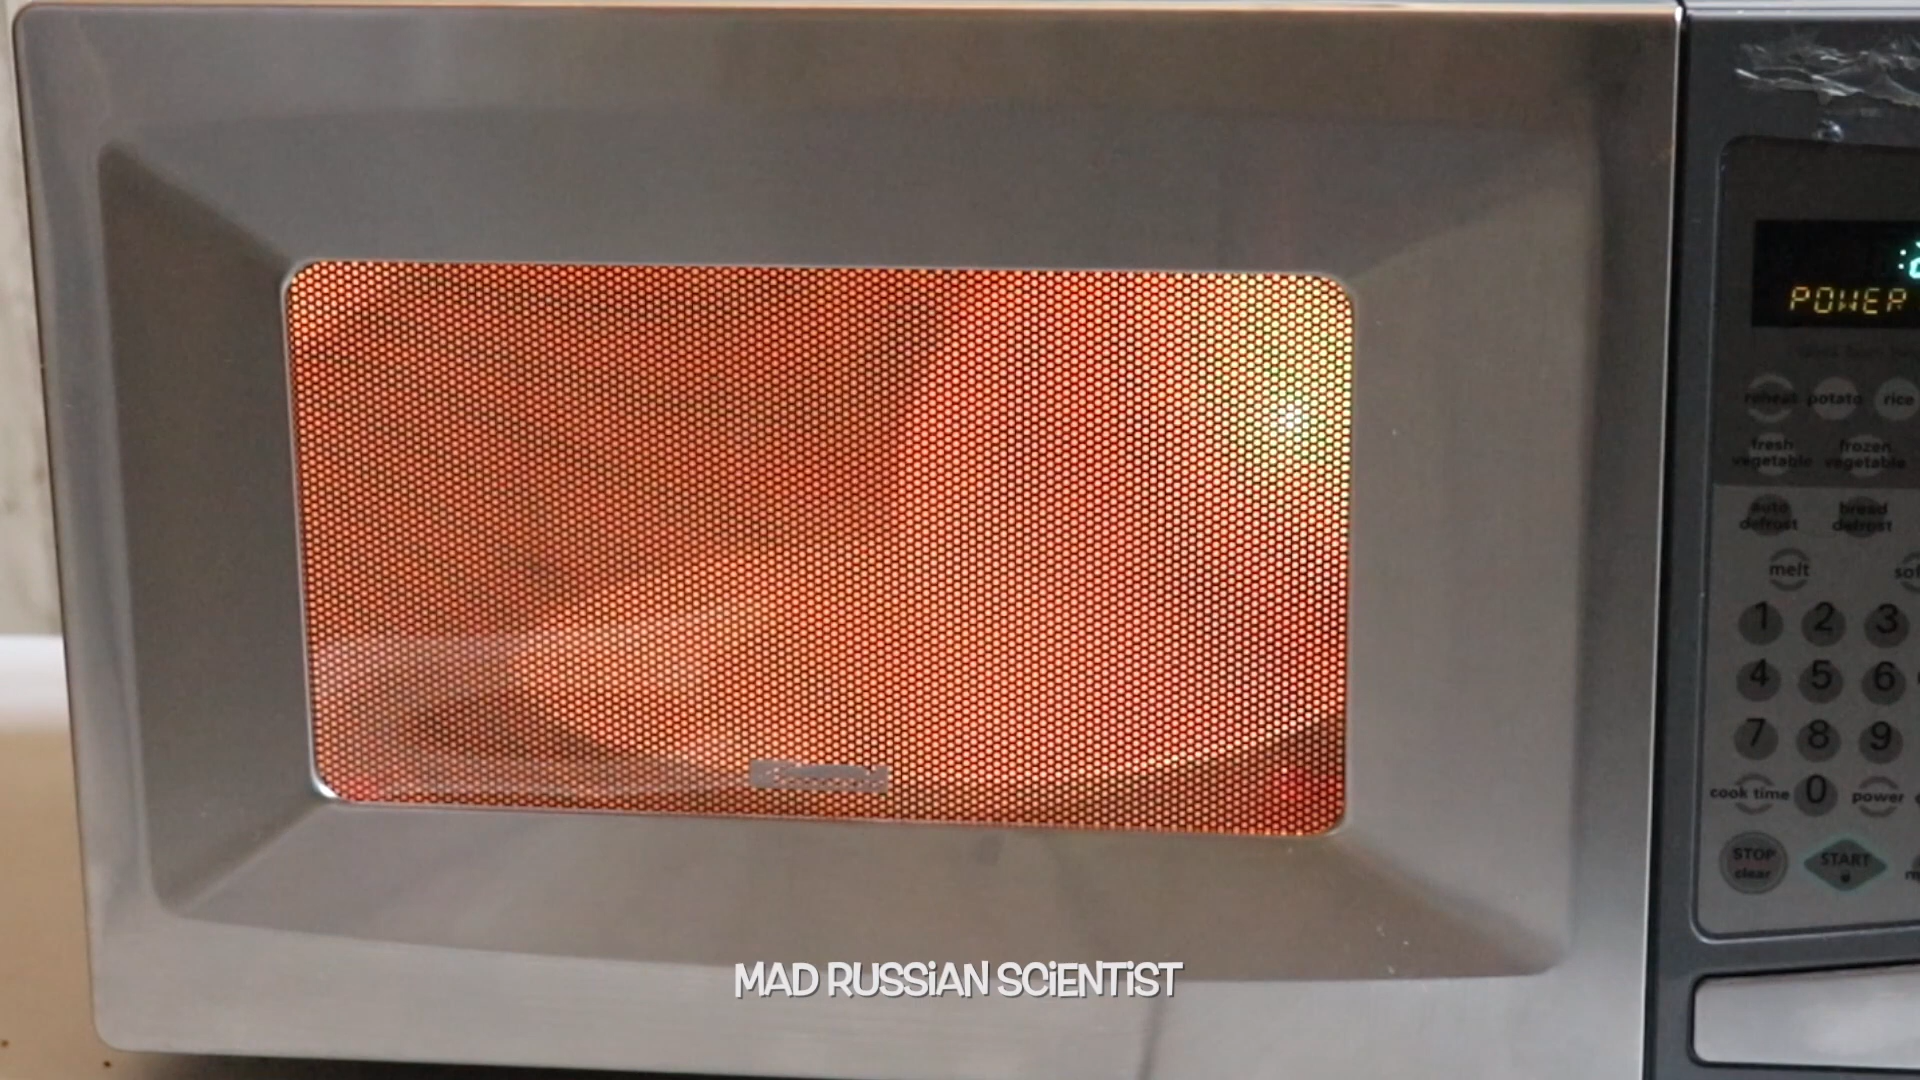 POWER
reheat potato rice
fresh vegetable frozen vegetable
auto defrost bread defrost
melt
1 2 3
4 5 6
7 8 9
cook time 0 power
STOP clear START
MAD RUSSIAN SCIENTIST